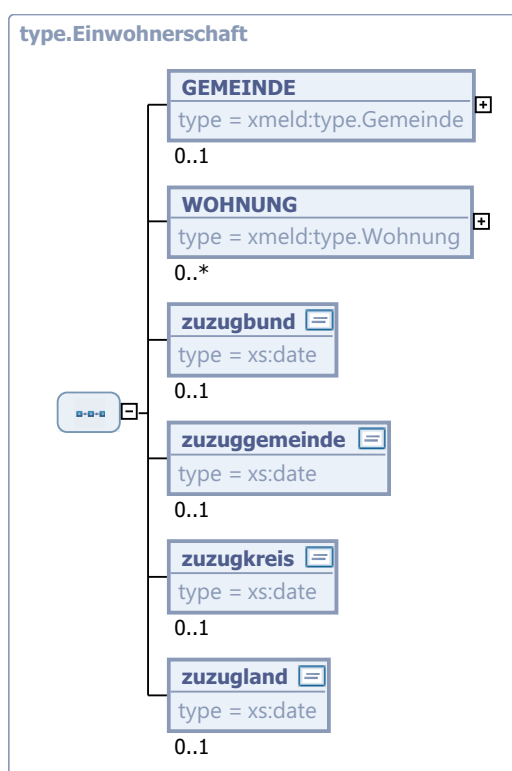 type.Einwohnerschaft
GEMEINDE
type = xmeld:type.Gemeinde
0..1
WOHNUNG
type = xmeld:type.Wohnung
0..*
zuzugbund
type = xs:date
0..1
zuzuggemeinde
type = xs:date
0..1
zuzugkreis
type = xs:date
0..1
zuzugland
type = xs:date
0..1